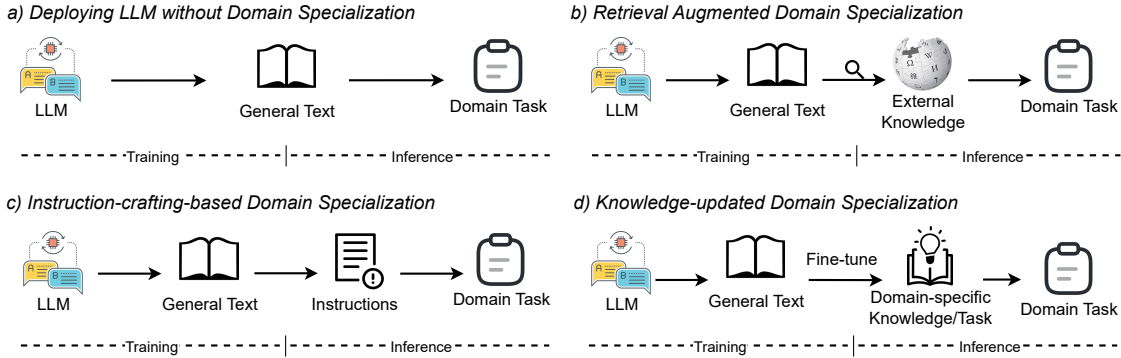 a) Deploying LLM without Domain Specialization
LLM
General Text
Domain Task
Training
Inference
b) Retrieval Augmented Domain Specialization
LLM
General Text
External
Knowledge
Domain Task
Training
Inference
c) Instruction-crafting-based Domain Specialization
LLM
General Text
Instructions
Domain Task
Training
Inference
d) Knowledge-updated Domain Specialization
LLM
General Text
Fine-tune
Domain-specific
Knowledge/Task
Domain Task
Training
Inference